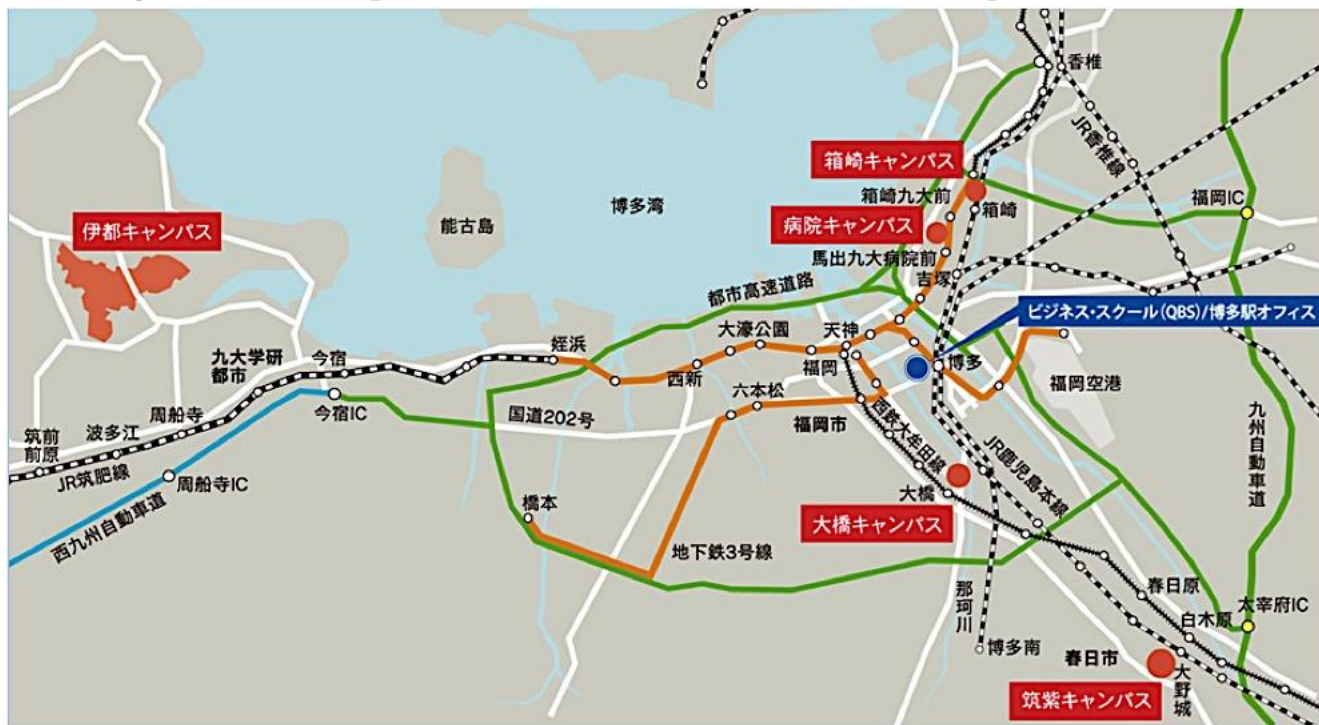 香椎
JR香椎線
箱崎キャンパス
箱崎九大前
箱崎
福岡IC
病院キャンパス
馬出九大病院前
吉塚
伊都キャンパス
能古島
博多湾
都市高速道路
ビジネス・スクール(QBS)/博多駅オフィス
大濠公園
天神
姪浜
九大学研
都市
今宿
西新
福岡
博多
福岡空港
六本松
周船寺
今宿IC
国道202号
福岡市
西鉄大牟田線
JR鹿児島本線
九州自動車道
筑前
前原
波多江
JR筑肥線
周船寺IC
西九州自動車道
橋本
大橋
大橋キャンパス
地下鉄3号線
那珂川
春日原
白木原
太宰府IC
博多南
春日市
大野城
筑紫キャンパス